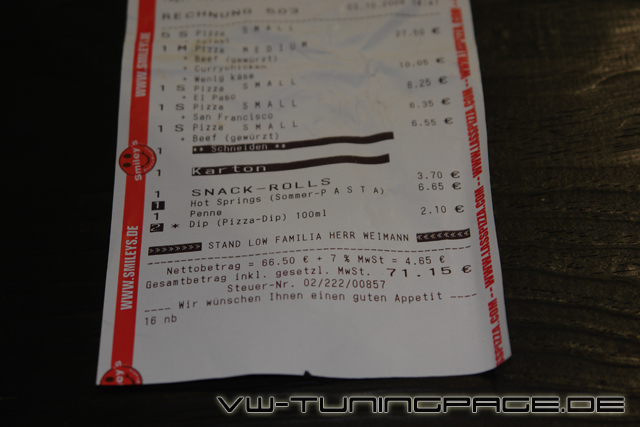 RECHNUNG 503
5 S Pizza SMALL 27.50 €
1 M Pizza MEDIUM
+ Beef (gewürzt) 10.05 €
+ Wenig Käse
1 S Pizza SMALL 8.25 €
+ El Paso
1 S Pizza SMALL 6.35 €
+ San Francisco
1 S Pizza SMALL 6.55 €
+ Beef (gewürzt)
1 ** Schneiden **
1 Karton
1 SNACK-ROLLS 3.70 €
1 Hot Springs (Sommer-PASTA) 6.65 €
1 Penne
2 * Dip (Pizza-Dip) 100ml 2.10 €
>>>>>>>> STAND LOW FAMILIA HERR WEIMANN <<<<<<<<
Nettobetrag = 66.50 € + 7 % MwSt = 4.65 €
Gesamtbetrag inkl. gesetzl. MwSt. 71.15 €
Steuer-Nr. 02/222/00857
---- Wir wünschen Ihnen einen guten Appetit ----
16 nb
WWW.SMILEYS.DE
Smiley's
WWW.SMILEYS.DE
VW-TUNINGPAGE.DE